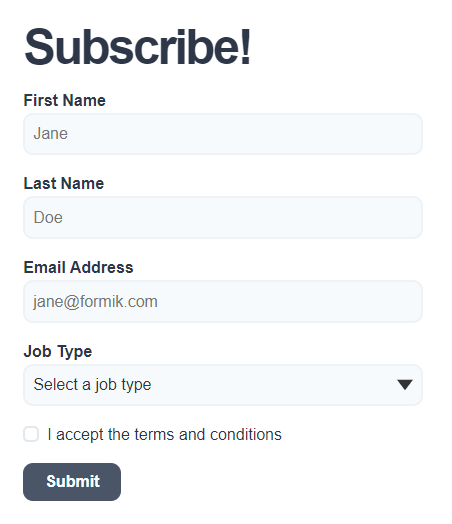 Subscribe!
First Name
Jane
Last Name
Doe
Email Address
jane@formik.com
Job Type
Select a job type
I accept the terms and conditions
Submit